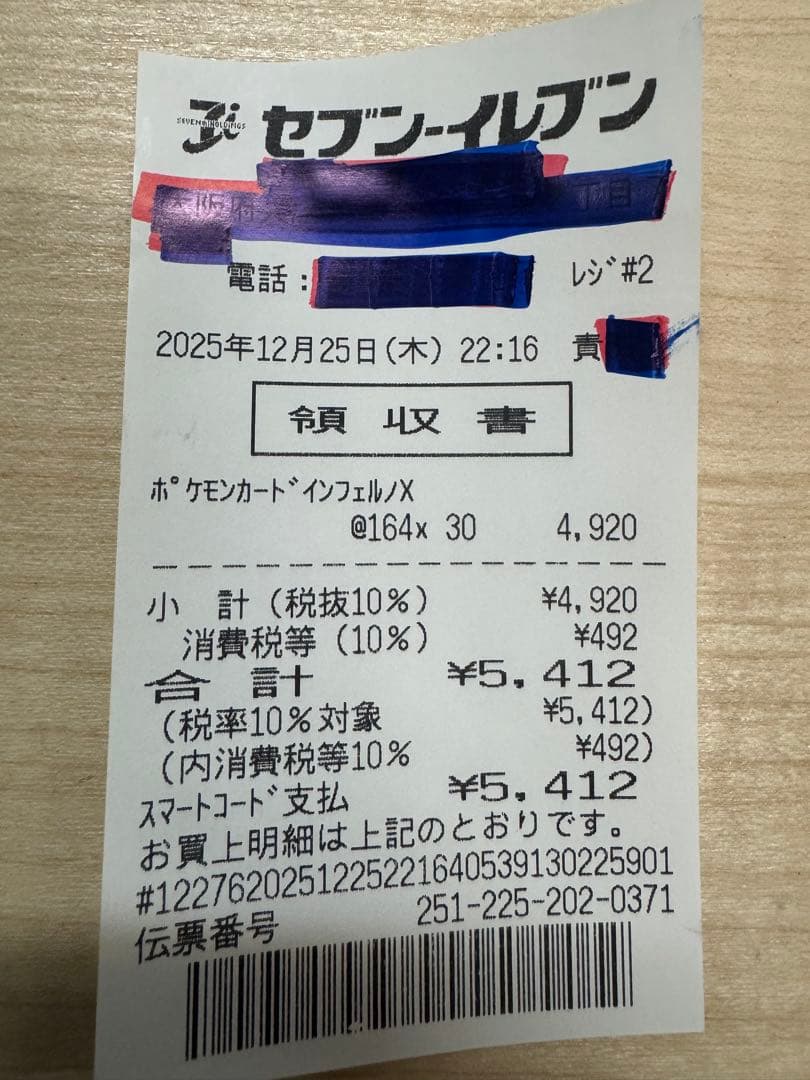 SEVEN&i HOLDINGS
セブン-イレブン
電話: レジ#2
2025年12月25日(木) 22:16 責
領収書
ポケモンカードインフェルノX
@164x 30 4,920
小 計(税抜10%) ¥4,920
消費税等(10%) ¥492
合 計 ¥5,412
(税率10%対象 ¥5,412)
(内消費税等10% ¥492)
スマートコード支払 ¥5,412
お買上明細は上記のとおりです。
#122762025122522164053913022590​1
伝票番号 251-225-202-0371